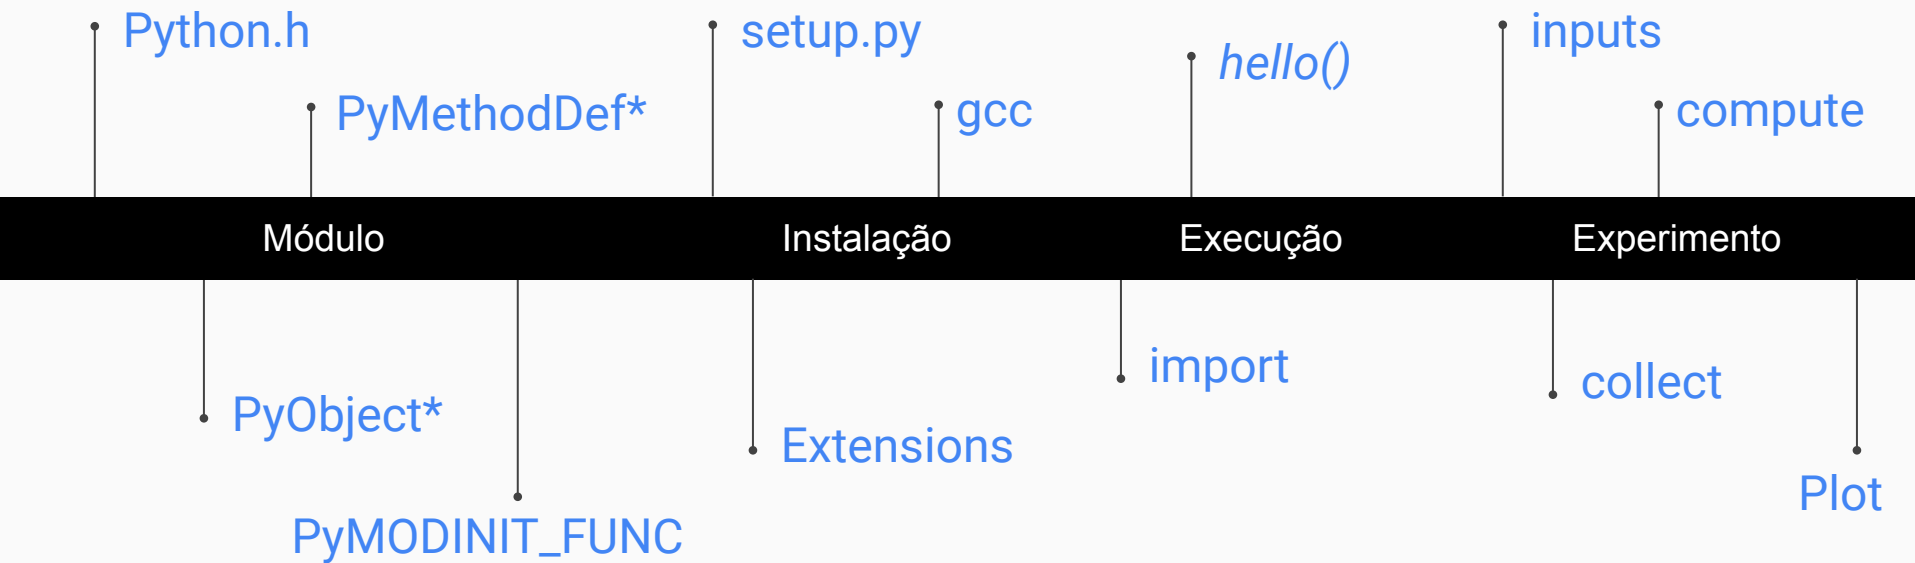 Python.h
setup.py
inputs
hello()
PyMethodDef*
gcc
compute
Módulo
Instalação
Execução
Experimento
import
collect
PyObject*
Extensions
Plot
PyMODINIT_FUNC